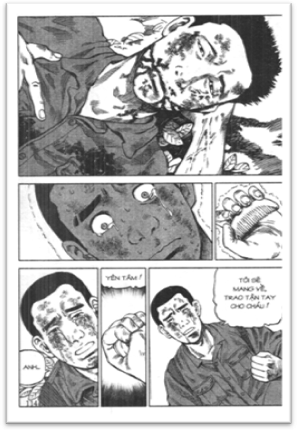 ANH...
YÊN TÂM!
TÔI SẼ
MANG VỀ,
TRAO TẬN TAY
CHO CHÁU!